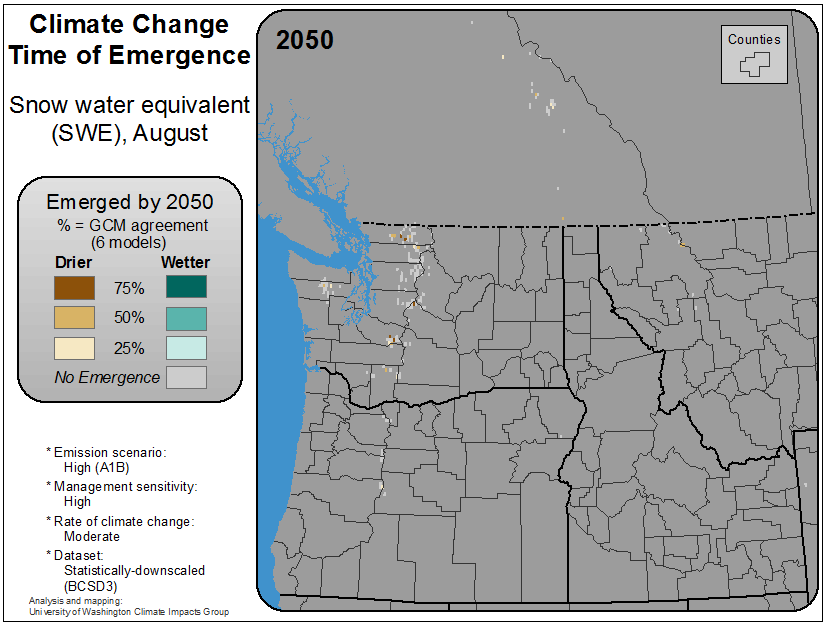 Climate Change
Time of Emergence
Snow water equivalent
(SWE), August
Emerged by 2050
% = GCM agreement
(6 models)
Drier Wetter
75%
50%
25%
No Emergence
* Emission scenario:
High (A1B)
* Management sensitivity:
High
* Rate of climate change:
Moderate
* Dataset:
Statistically-downscaled
(BCSD3)
Analysis and mapping:
University of Washington Climate Impacts Group
2050
Counties